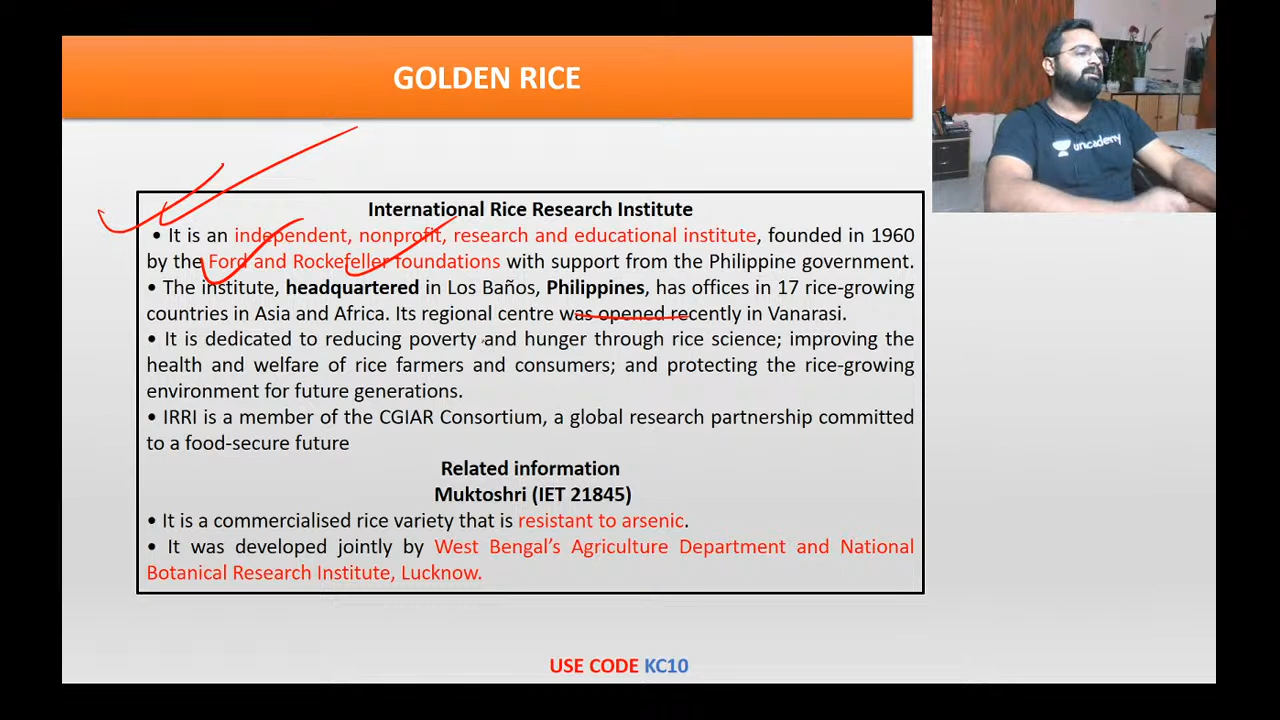 GOLDEN RICE
unacademy
International Rice Research Institute
• It is an independent, nonprofit, research and educational institute, founded in 1960
by the Ford and Rockefeller foundations with support from the Philippine government.
• The institute, headquartered in Los Baños, Philippines, has offices in 17 rice-growing
countries in Asia and Africa. Its regional centre was opened recently in Vanarasi.
• It is dedicated to reducing poverty and hunger through rice science; improving the
health and welfare of rice farmers and consumers; and protecting the rice-growing
environment for future generations.
• IRRI is a member of the CGIAR Consortium, a global research partnership committed
to a food-secure future
Related information
Muktoshri (IET 21845)
• It is a commercialised rice variety that is resistant to arsenic.
• It was developed jointly by West Bengal’s Agriculture Department and National
Botanical Research Institute, Lucknow.
USE CODE KC10